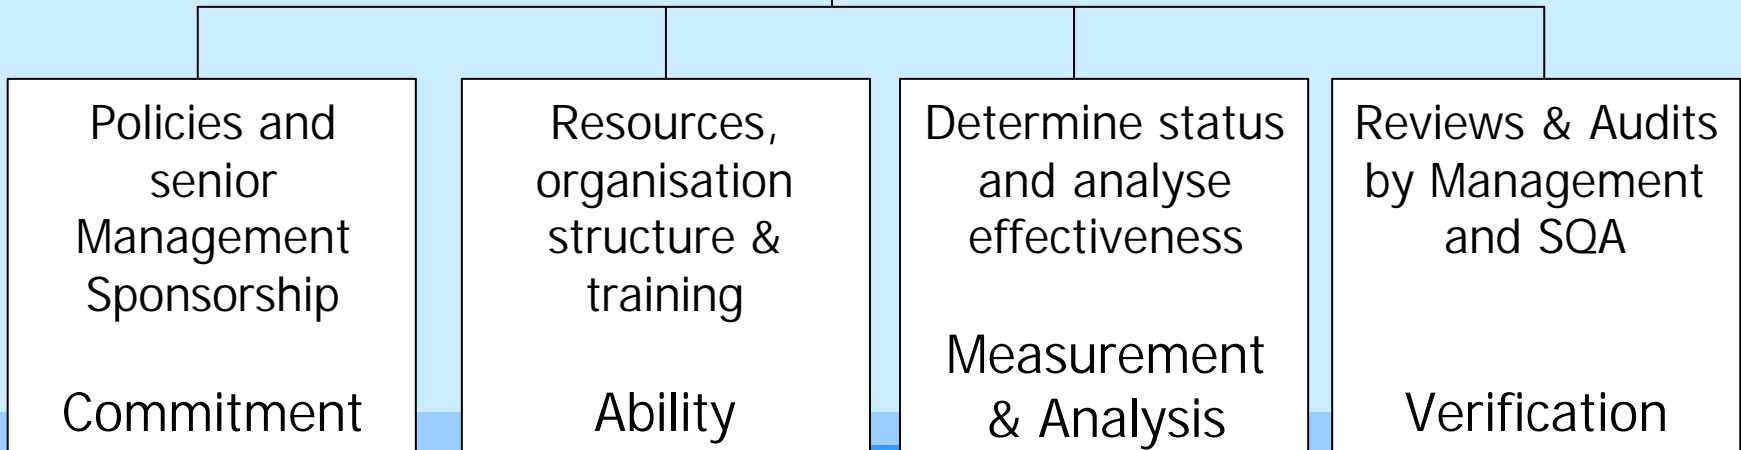 Policies and
senior
Management
Sponsorship
Commitment
Resources,
organisation
structure &
training
Ability
Determine status
and analyse
effectiveness
Measurement
& Analysis
Reviews & Audits
by Management
and SQA
Verification